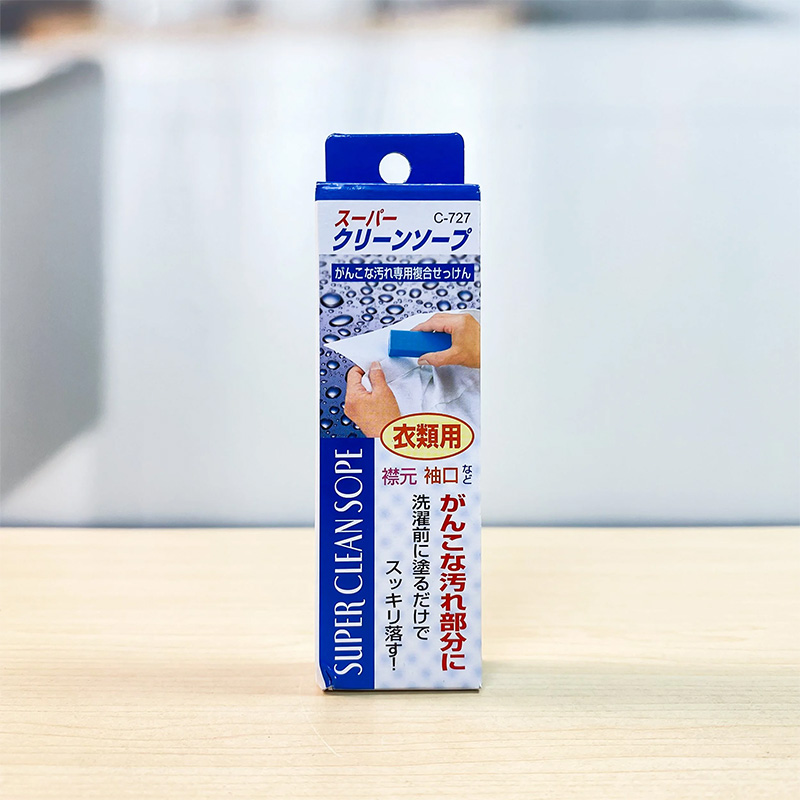 スーパー C-727
クリーンソープ
がんこな汚れ専用複合せっけん
衣類用
襟元 袖口 など
がんこな汚れ部分に
洗濯前に塗るだけで
スッキリ落す!
SUPER CLEAN SOPE